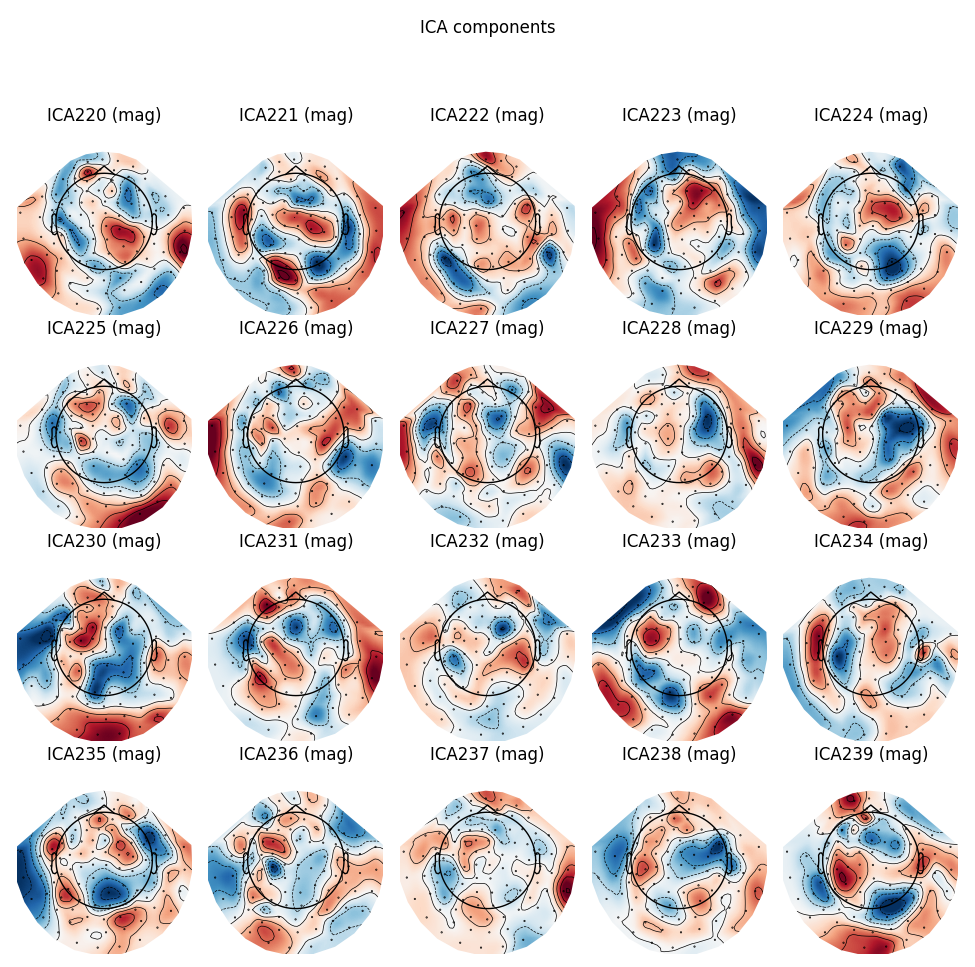 ICA components
ICA220 (mag) ICA221 (mag) ICA222 (mag) ICA223 (mag) ICA224 (mag)
ICA225 (mag) ICA226 (mag) ICA227 (mag) ICA228 (mag) ICA229 (mag)
ICA230 (mag) ICA231 (mag) ICA232 (mag) ICA233 (mag) ICA234 (mag)
ICA235 (mag) ICA236 (mag) ICA237 (mag) ICA238 (mag) ICA239 (mag)